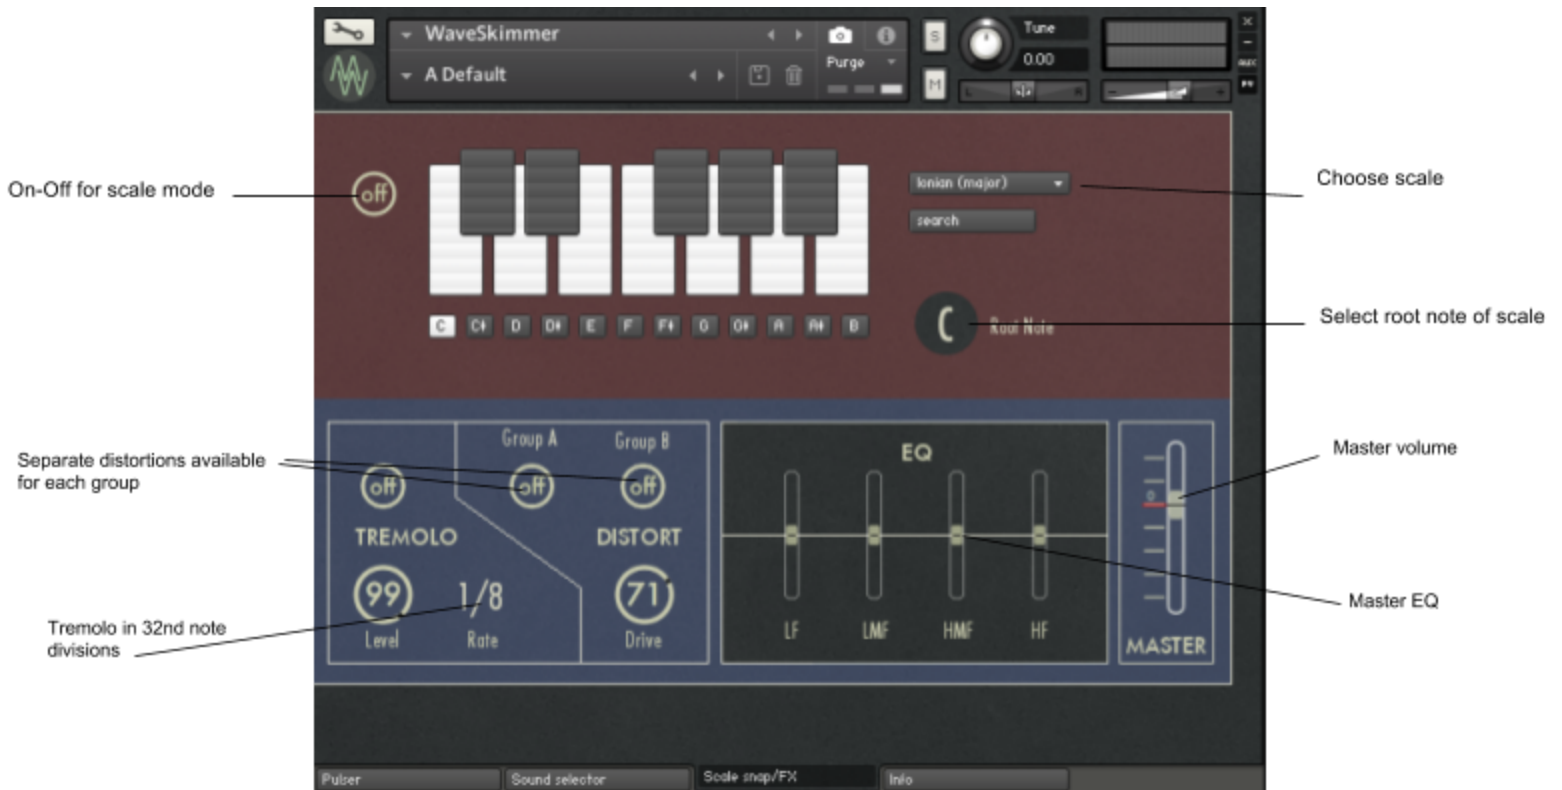 WaveSkimmer
A Default
Purge
S
M
Tune
0.00
L
R
-
+
AUX
PV
On-Off for scale mode
off
Ionian (major)
search
Choose scale
C C♯ D D♯ E F F♯ G G♯ A A♯ B
C
Root Note
Select root note of scale
Separate distortions available
for each group
Group A
Group B
off
off
off
TREMOLO
DISTORT
99
1/8
71
Level
Rate
Drive
Tremolo in 32nd note
divisions
EQ
LF
LMF
HMF
HF
0
MASTER
Master volume
Master EQ
Pulser
Sound selector
Scale snap/FX
Info